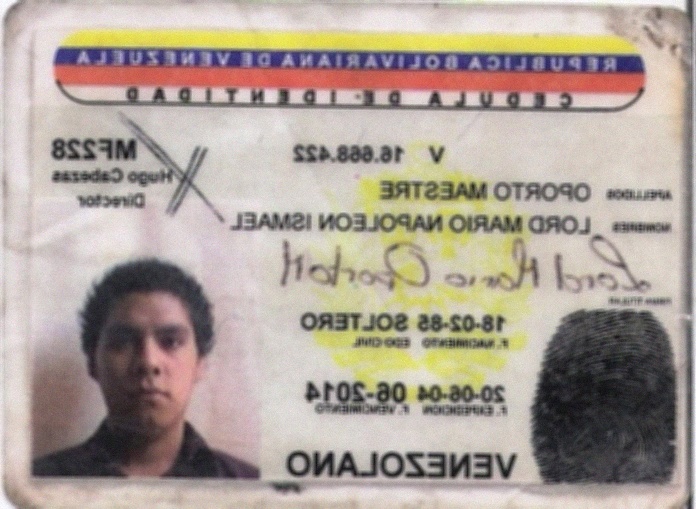 REPUBLICA BOLIVARIANA DE VENEZUELA
CEDULA DE IDENTIDAD
V 16.668.422
MF228
Hugo Cabezas
Director
APELLIDOS OPORTO MAESTRE
NOMBRES LORD MARIO NAPOLEON ISMAEL
Lord Mario Oporto M
FIRMA TITULAR
18-02-85 SOLTERO
F. NACIMIENTO EDO CIVIL
20-06-04 06-2014
F. EXPEDICION F. VENCIMIENTO
VENEZOLANO